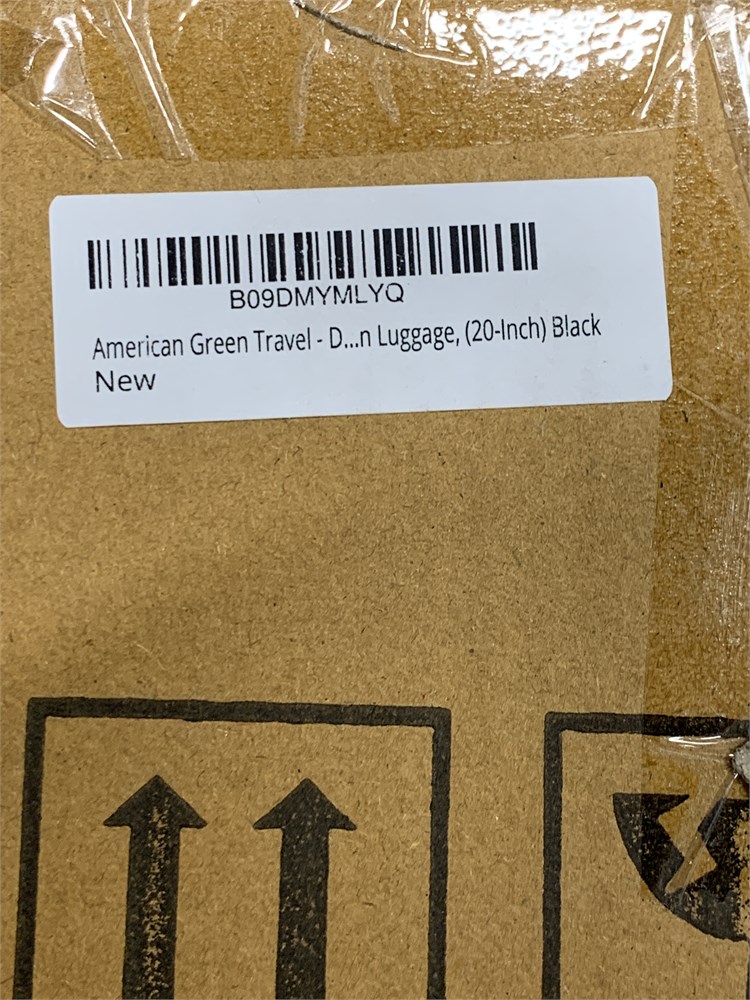 B09DMYMLYQ
American Green Travel - D...n Luggage, (20-Inch) Black
New